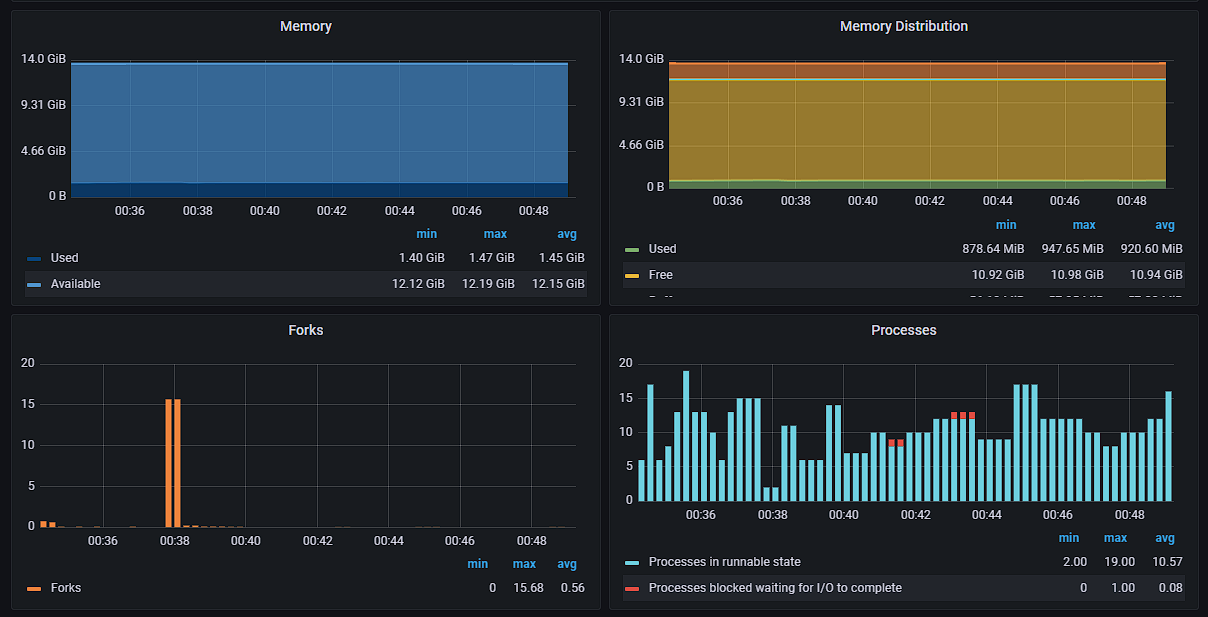 Memory
14.0 GiB
9.31 GiB
4.66 GiB
0 B
00:36 00:38 00:40 00:42 00:44 00:46 00:48
min max avg
Used 1.40 GiB 1.47 GiB 1.45 GiB
Available 12.12 GiB 12.19 GiB 12.15 GiB
Memory Distribution
14.0 GiB
9.31 GiB
4.66 GiB
0 B
00:36 00:38 00:40 00:42 00:44 00:46 00:48
min max avg
Used 878.64 MiB 947.65 MiB 920.60 MiB
Free 10.92 GiB 10.98 GiB 10.94 GiB
Forks
20
15
10
5
0
00:36 00:38 00:40 00:42 00:44 00:46 00:48
min max avg
Forks 0 15.68 0.56
Processes
20
15
10
5
0
00:36 00:38 00:40 00:42 00:44 00:46 00:48
min max avg
Processes in runnable state 2.00 19.00 10.57
Processes blocked waiting for I/O to complete 0 1.00 0.08